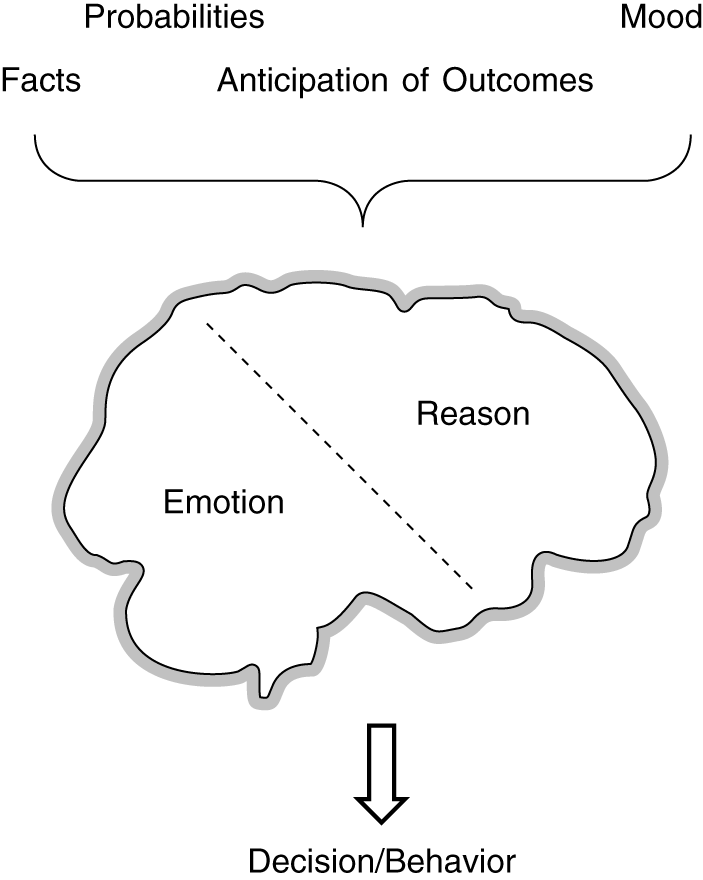 Probabilities Mood
Facts Anticipation of Outcomes
Reason
Emotion
Decision/Behavior